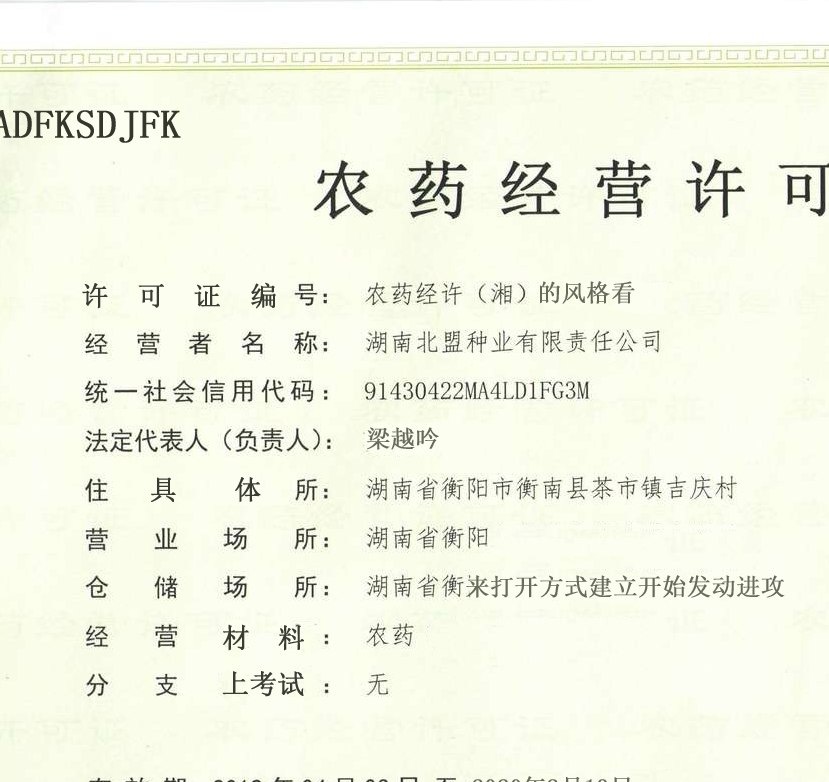 ADFKSDJFK
农药经营许可
许可证编号：农药经许（湘）的风格看
经营者名称：湖南北盟种业有限责任公司
统一社会信用代码：91430422MA4LD1FG3M
法定代表人（负责人）：梁越吟
住具体所：湖南省衡阳市衡南县茶市镇吉庆村
营业场所：湖南省衡阳
仓储场所：湖南省衡来打开方式建立开始发动进攻
经营材料：农药
分支上考试：无